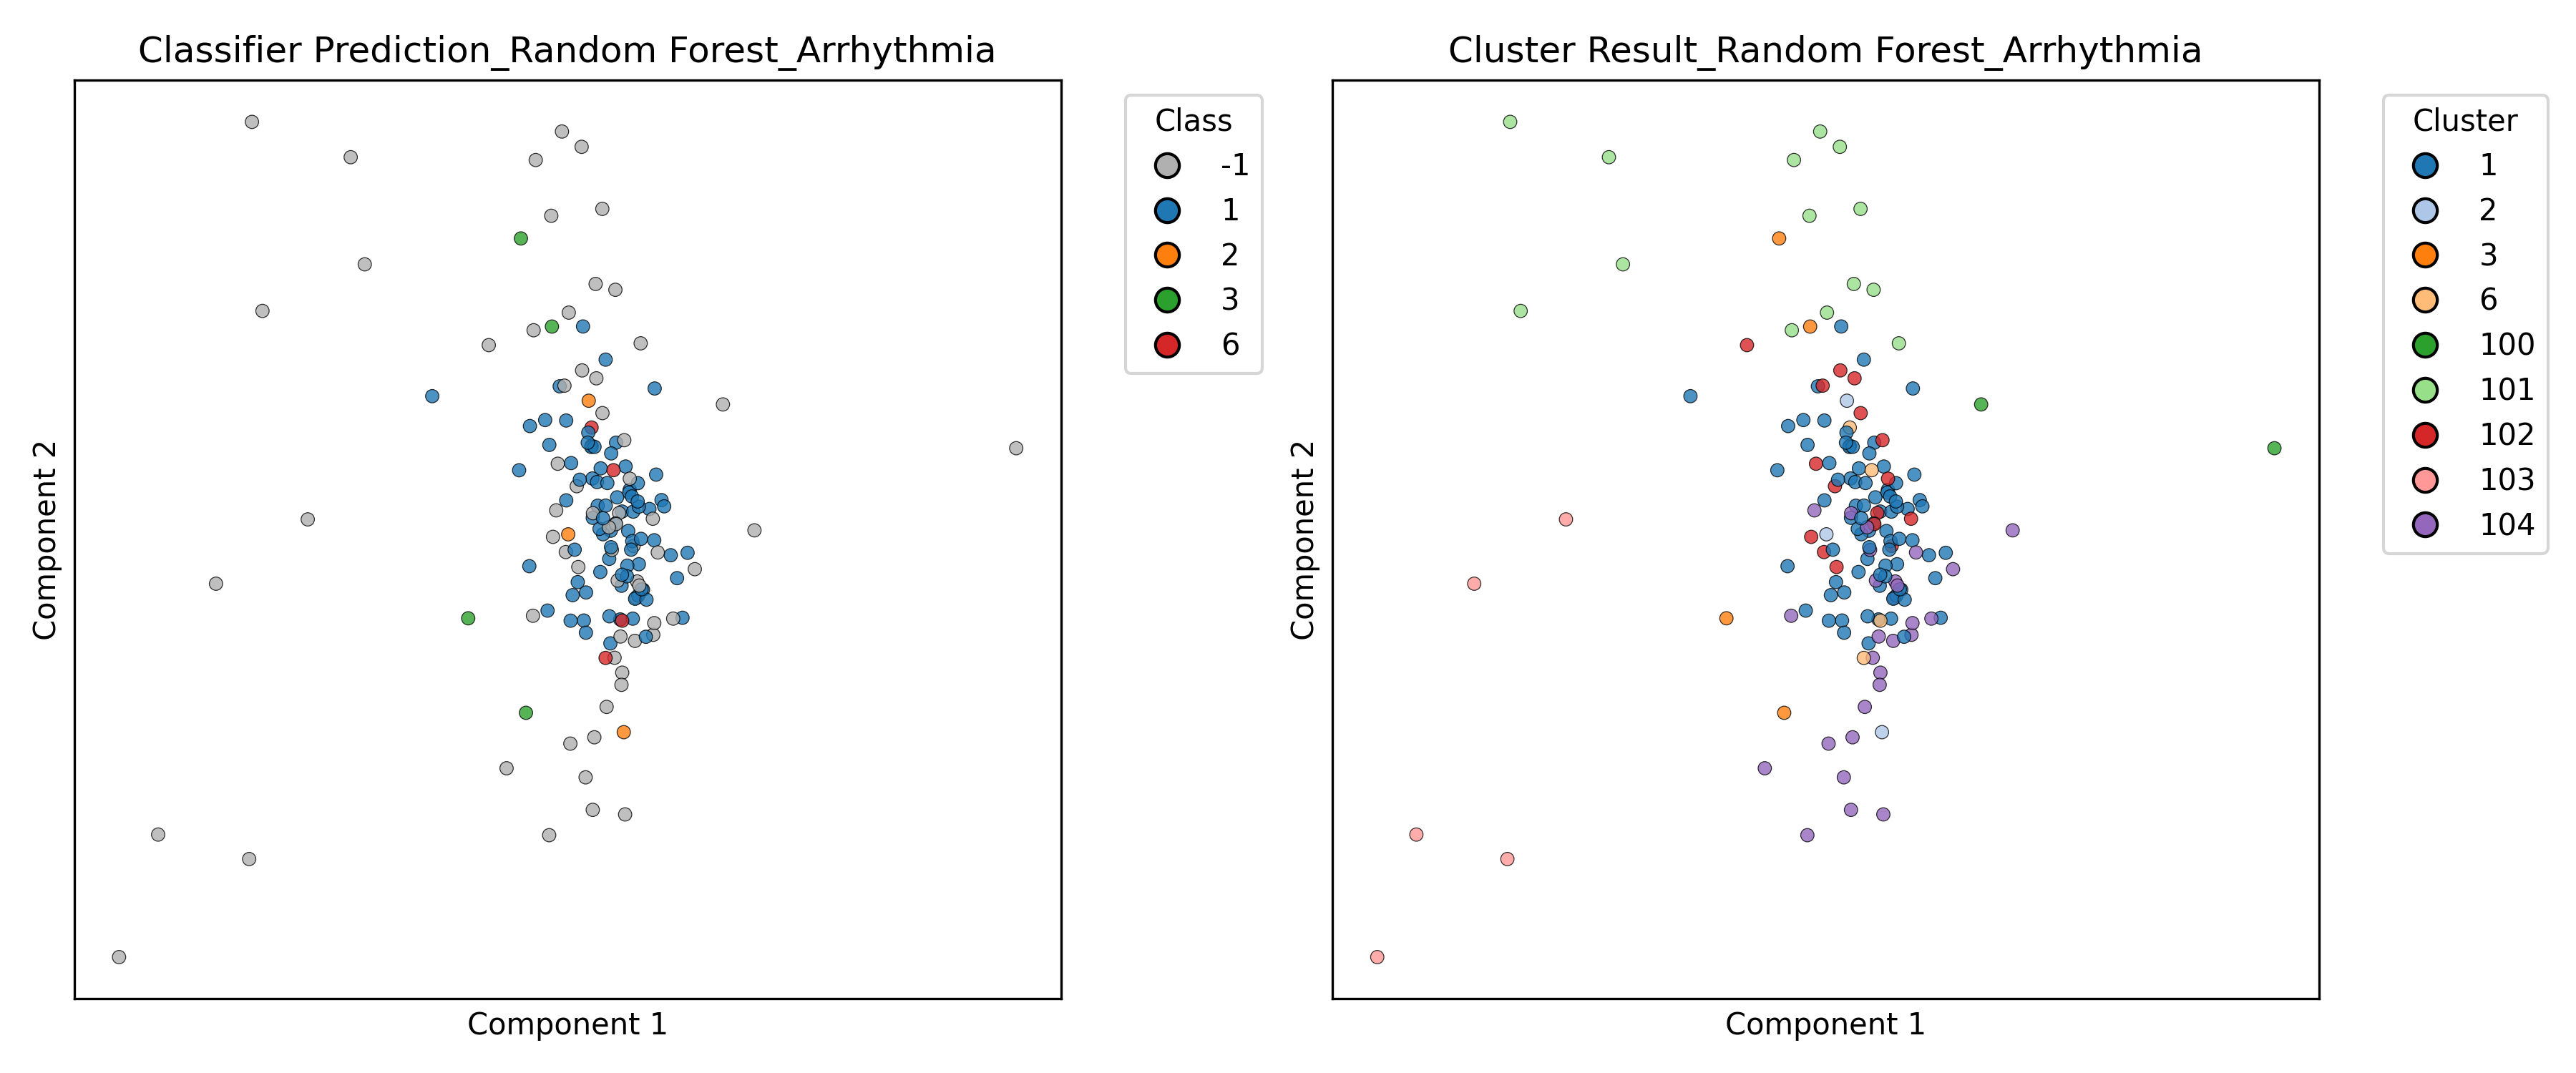 Classifier Prediction_Random Forest_Arrhythmia
Component 2
Component 1
Class
-1
1
2
3
6
Cluster Result_Random Forest_Arrhythmia
Component 2
Component 1
Cluster
1
2
3
6
100
101
102
103
104